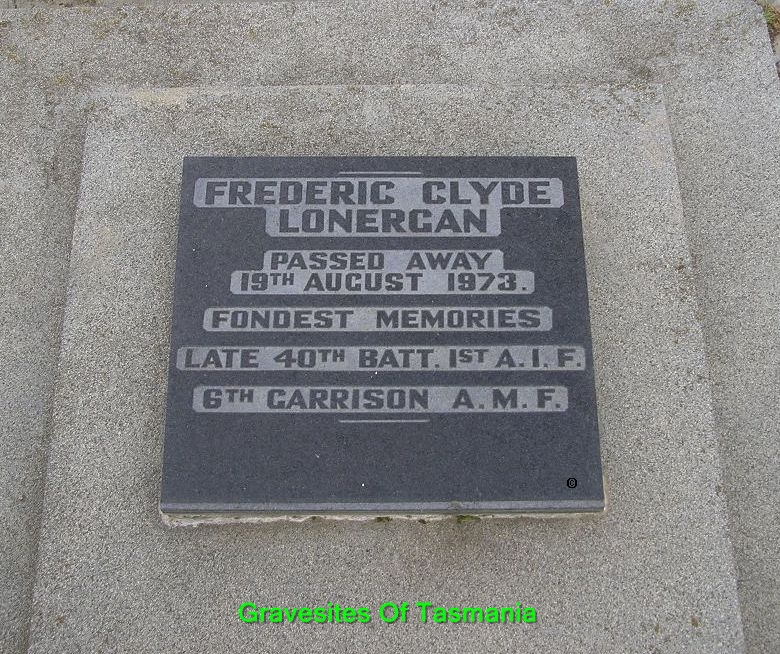 FREDERIC CLYDE
LONERGAN
PASSED AWAY
19TH AUGUST 1973.
FONDEST MEMORIES
LATE 40TH BATT. 1ST A.I.F.
6TH GARRISON A.M.F.
©
Gravesites Of Tasmania